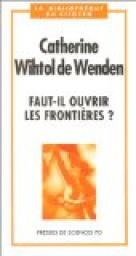 LA BIBLIOTHÈQUE
DU CITOYEN
Catherine
Wihtol de Wenden
FAUT-IL OUVRIR
LES FRONTIÈRES ?
PRESSES DE SCIENCES PO